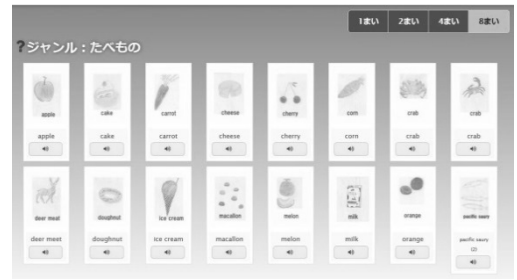 1まい 2まい 4まい 8まい
?ジャンル：たべもの
apple cake carrot cheese cherry corn crab crab
apple cake carrot cheese cherry corn crab crab
deer meat doughnut ice cream macallon melon milk orange pacific saury
deer meet doughnut ice cream macallon melon milk orange pacific saury
(2)